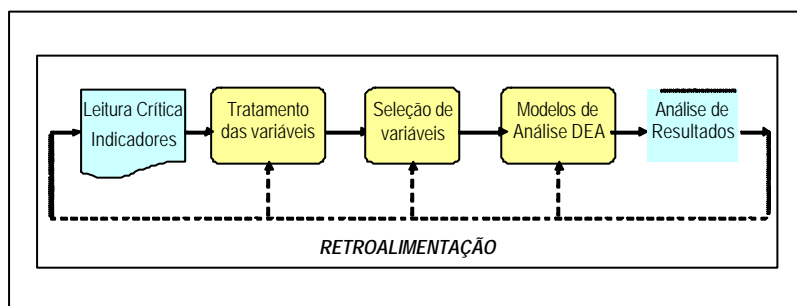 Leitura Crítica
Indicadores
Tratamento
das variáveis
Seleção de
variáveis
Modelos de
Análise DEA
Análise de
Resultados
RETROALIMENTAÇÃO